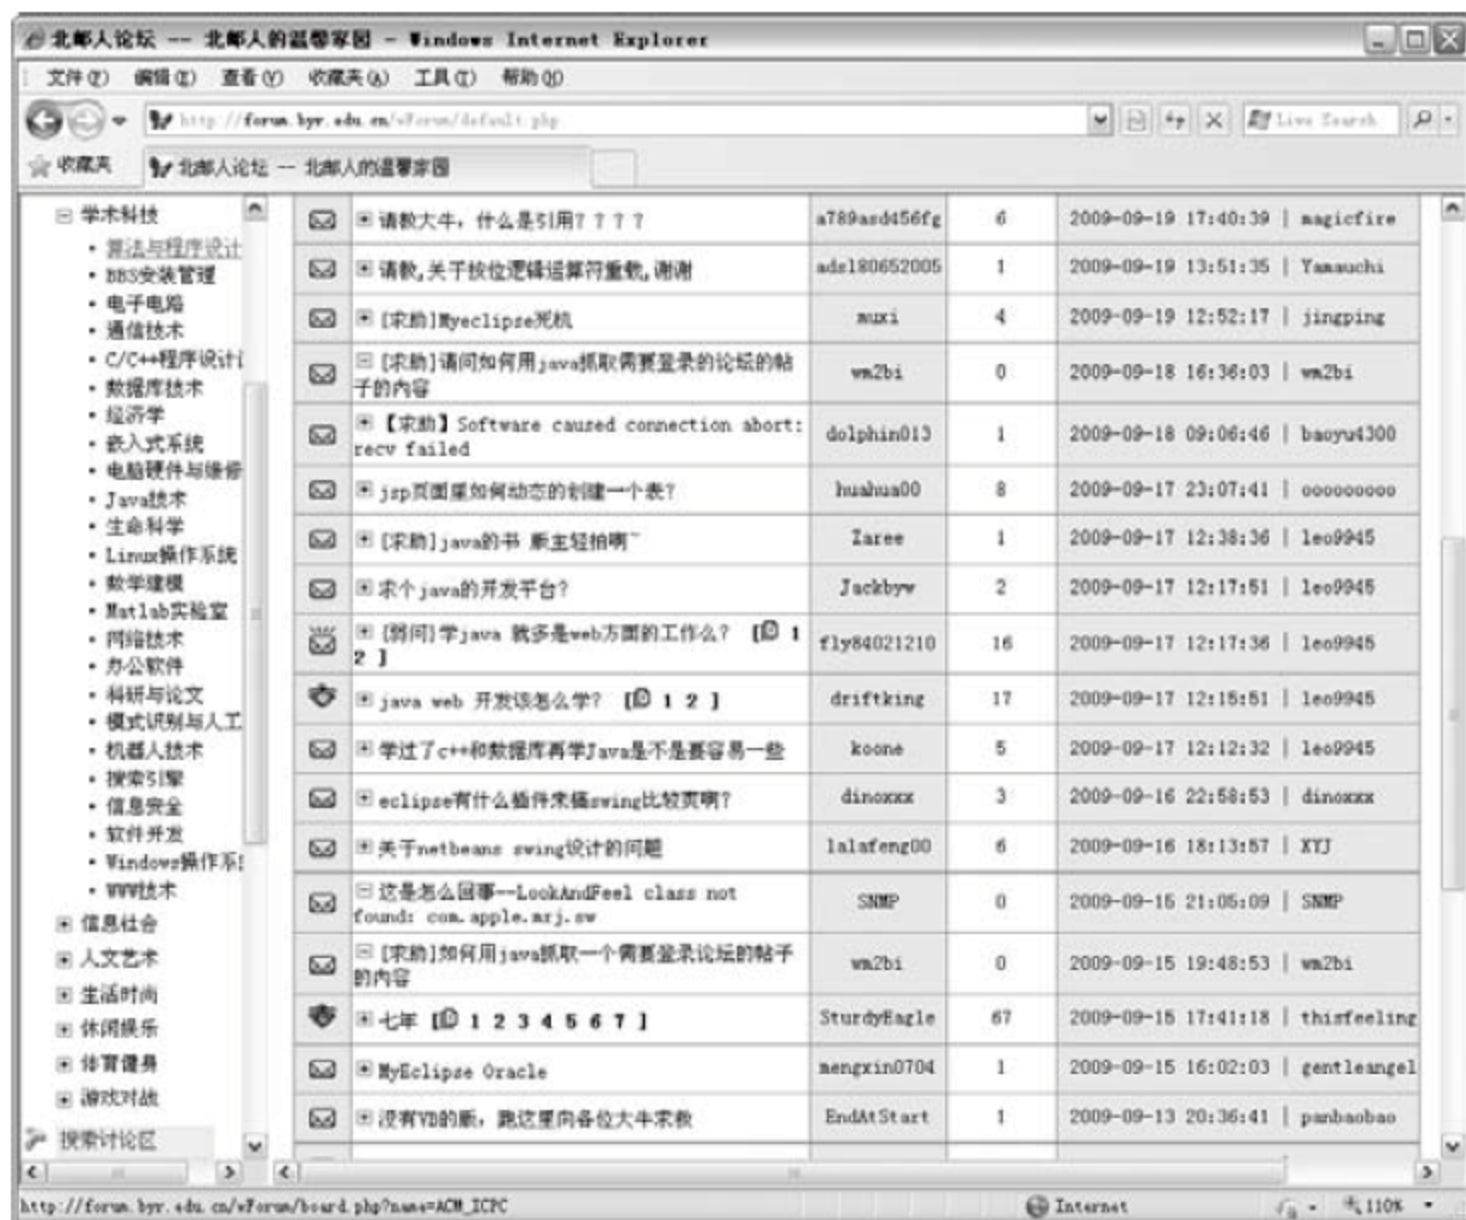 北邮人论坛 -- 北邮人的温馨家园 - Windows Internet Explorer
文件(F) 编辑(E) 查看(V) 收藏夹(A) 工具(T) 帮助(H)
http://forum.byr.edu.cn/wForum/default.php
Live Search
收藏夹
北邮人论坛 -- 北邮人的温馨家园
学术科技
算法与程序设计
BBS安装管理
电子电路
通信技术
C/C++程序设计
数据库技术
经济学
嵌入式系统
电脑硬件与维修
Java技术
生命科学
Linux操作系统
数学建模
Matlab实验室
网络技术
办公软件
科研与论文
模式识别与人工
机器人技术
搜索引擎
信息安全
软件开发
Windows操作系
WWW技术
信息社会
人文艺术
生活时尚
休闲娱乐
体育健身
游戏对战
搜索讨论区
请教大牛，什么是引用？？？？ a789asd456fg 6 2009-09-19 17:40:39 | magicfire
请教,关于按位逻辑运算符重载,谢谢 ads180652005 1 2009-09-19 13:51:35 | Yamauchi
[求助]Myeclipse死机 muxi 4 2009-09-19 12:52:17 | jingping
[求助]请问如何用java抓取需要登录的论坛的帖
子的内容 wm2bi 0 2009-09-18 16:36:03 | wm2bi
【求助】Software caused connection abort:
recv failed dolphin013 1 2009-09-18 09:06:46 | baoyu4300
jsp页面里如何动态的创建一个表? huahua00 8 2009-09-17 23:07:41 | ooooooooo
[求助]java的书 版主轻拍啊~ Zaree 1 2009-09-17 12:38:36 | leo9945
求个java的开发平台? Jackbyw 2 2009-09-17 12:17:51 | leo9945
[弱问]学java 就多是web方面的工作么? [ 1
2 ] fly84021210 16 2009-09-17 12:17:36 | leo9945
java web 开发该怎么学? [ 1 2 ] driftking 17 2009-09-17 12:15:51 | leo9945
学过了c++和数据库再学Java是不是要容易一些 koone 5 2009-09-17 12:12:32 | leo9945
eclipse有什么插件来搞swing比较爽啊? dinoxxx 3 2009-09-16 22:58:53 | dinoxxx
关于netbeans swing设计的问题 lalafeng00 6 2009-09-16 18:13:57 | XYJ
这是怎么回事--LookAndFeel class not
found: com.apple.mrj.sw SNMP 0 2009-09-15 21:05:09 | SNMP
[求助]如何用java抓取一个需要登录论坛的帖子
的内容 wm2bi 0 2009-09-15 19:48:53 | wm2bi
七年 [ 1 2 3 4 5 6 7 ] SturdyEagle 67 2009-09-15 17:41:18 | thisfeeling
MyEclipse Oracle mengxin0704 1 2009-09-15 16:02:03 | gentleangel
没有VB的版，跑这里向各位大牛求救 EndAtStart 1 2009-09-13 20:36:41 | panbaobao
http://forum.byr.edu.cn/wForum/board.php?name=ACM_ICPC
Internet
110%